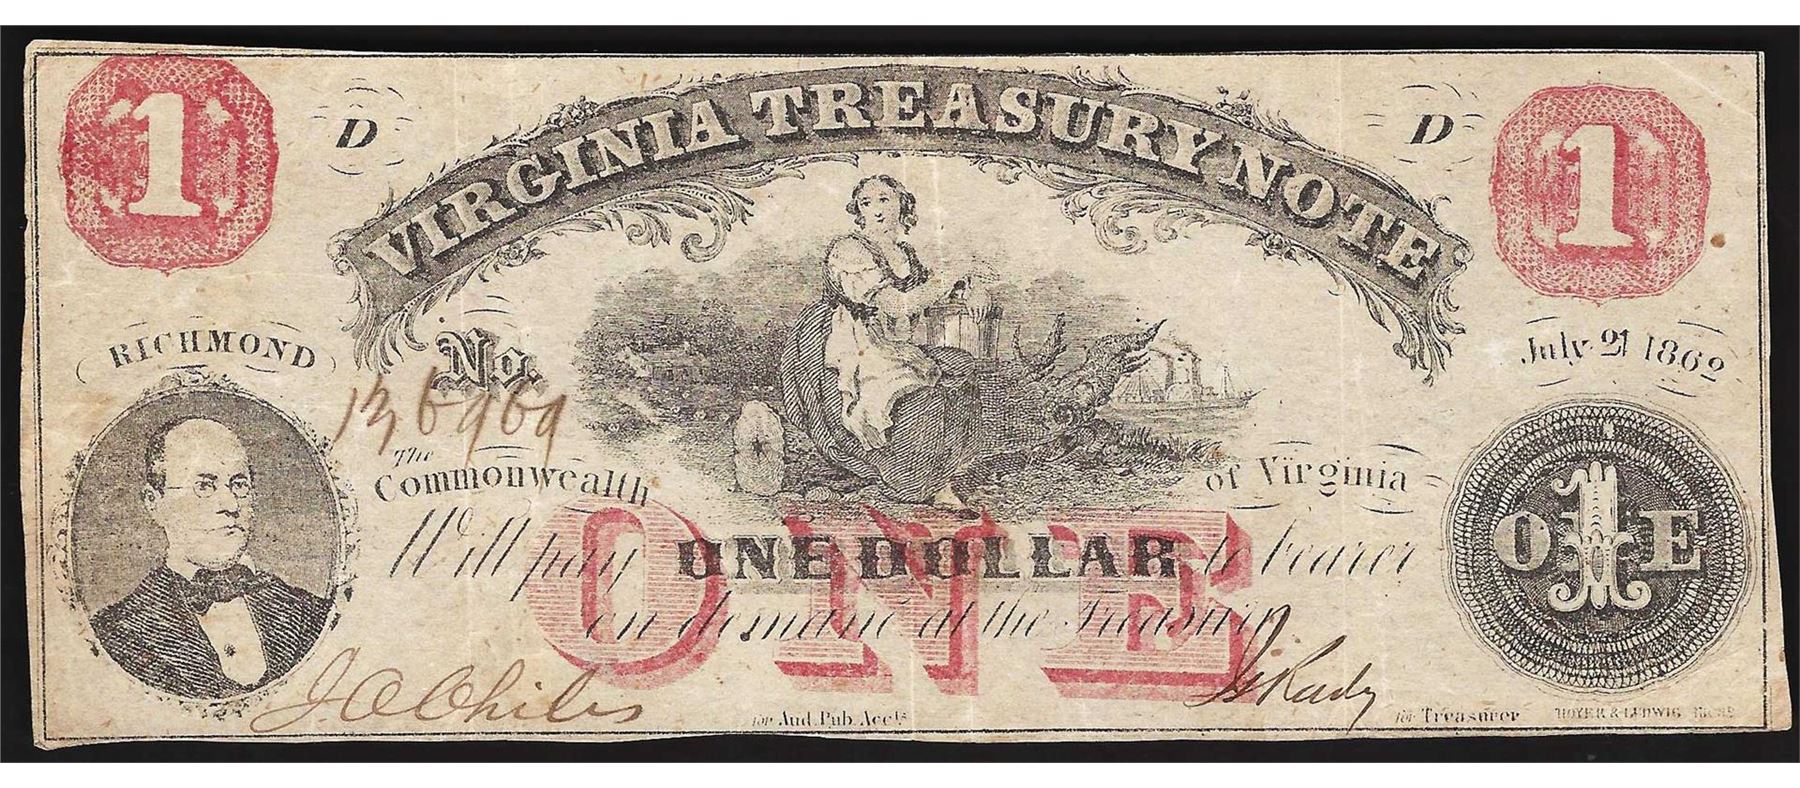 1 D VIRGINIA TREASURY NOTE D 1
RICHMOND
No. 136969
July 21 1862
The
Commonwealth of Virginia
ONE
Will pay ONE DOLLAR to bearer
on demand at the Treasury
O 1 E
J A Chiles
for Aud. Pub. Accts
for Treasurer
HOYER & LUDWIG